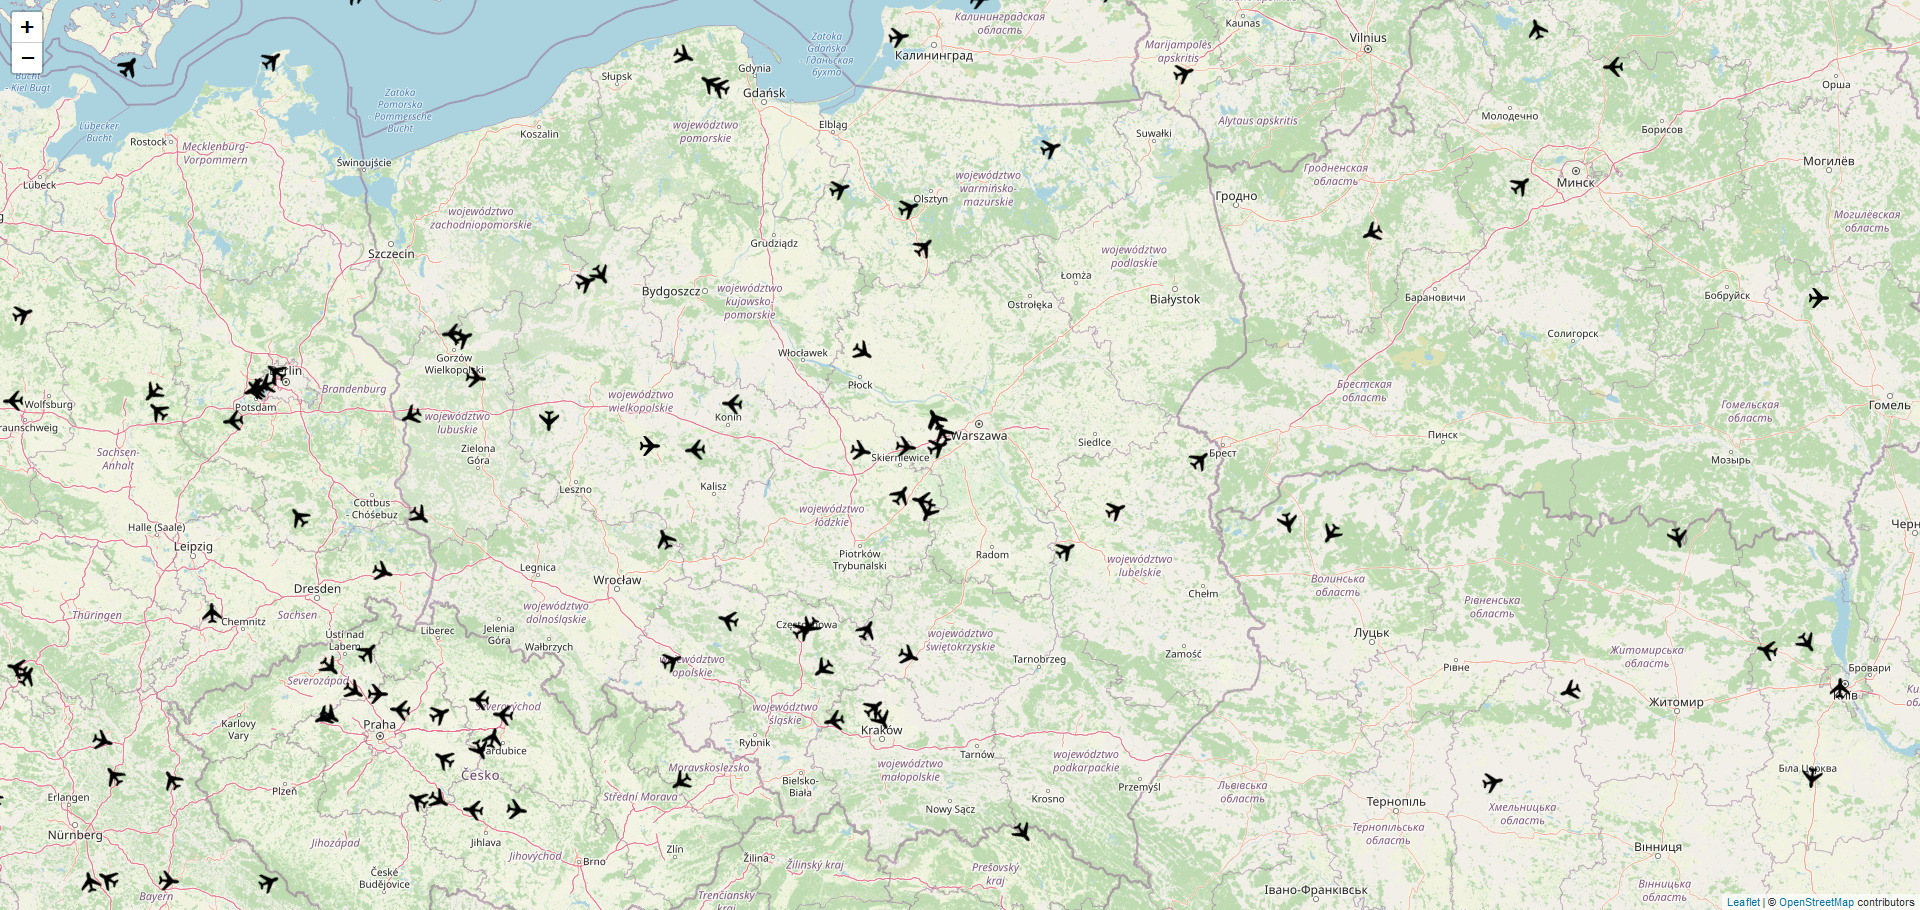 +
−
- Kiel Bugt
Lübecker
Bucht
Rostock
Mecklenburg-
Vorpommern
Lübeck
Zatoka
Pomorska
- Pommersche
Bucht
Świnoujście
Koszalin
Słupsk
Gdynia
Gdańsk
Zatoka
Gdańska
- Гданьская
бухта
Калининградская
область
Калининград
Elbląg
województwo
pomorskie
Kaunas
Marijampolės
apskritis
Vilnius
Alytaus apskritis
Suwałki
Молодечно
Борисов
Орша
Минск
Могилёв
Могилёвская
область
Гродненская
область
Гродно
województwo
zachodniopomorskie
Szczecin
Grudziądz
Olsztyn
województwo
warmińsko-
mazurskie
województwo
podlaskie
Łomża
Ostrołęka
Białystok
Bydgoszcz
województwo
kujawsko-
pomorskie
Барановичи
Бобруйск
Солигорск
Włocławek
Płock
Gorzów
Wielkopolski
Berlin
Potsdam
Brandenburg
Wolfsburg
raunschweig
Sachsen-
Anhalt
województwo
lubuskie
województwo
wielkopolskie
Konin
Zielona
Góra
Leszno
Kalisz
Warszawa
Skierniewice
Siedlce
Брест
Брестская
область
Пинск
Гомельская
область
Гомель
Мозырь
Cottbus
- Chóśebuz
Halle (Saale)
Leipzig
Dresden
Sachsen
Chemnitz
Thüringen
Legnica
Wrocław
województwo
dolnośląskie
województwo
łódzkie
Piotrków
Trybunalski
Radom
województwo
lubelskie
Chełm
Волинська
область
Рівненська
область
Луцьк
Рівне
Житомирська
область
Житомир
Київ
Бровари
Черн
Ústí nad
Labem
Liberec
Jelenia
Góra
Wałbrzych
Severozápad
Karlovy
Vary
Praha
Severovýchod
Pardubice
Česko
Plzeň
województwo
opolskie
Częstochowa
województwo
świętokrzyskie
Tarnobrzeg
Zamość
województwo
śląskie
Rybnik
Kraków
Tarnów
województwo
podkarpackie
województwo
małopolskie
Bielsko-
Biała
Moravskoslezsko
Střední Morava
Nowy Sącz
Krosno
Przemyśl
Львівська
область
Тернопіль
Тернопільська
область
Хмельницька
область
Біла Церква
Вінниця
Вінницька
область
Івано-Франківськ
Erlangen
Nürnberg
Bayern
Jihozápad
České
Budějovice
Jihlava
Jihovýchod
Brno
Zlín
Žilina
Žilinský kraj
Trenčiansky
kraj
Prešovský
kraj
Leaflet | © OpenStreetMap contributors